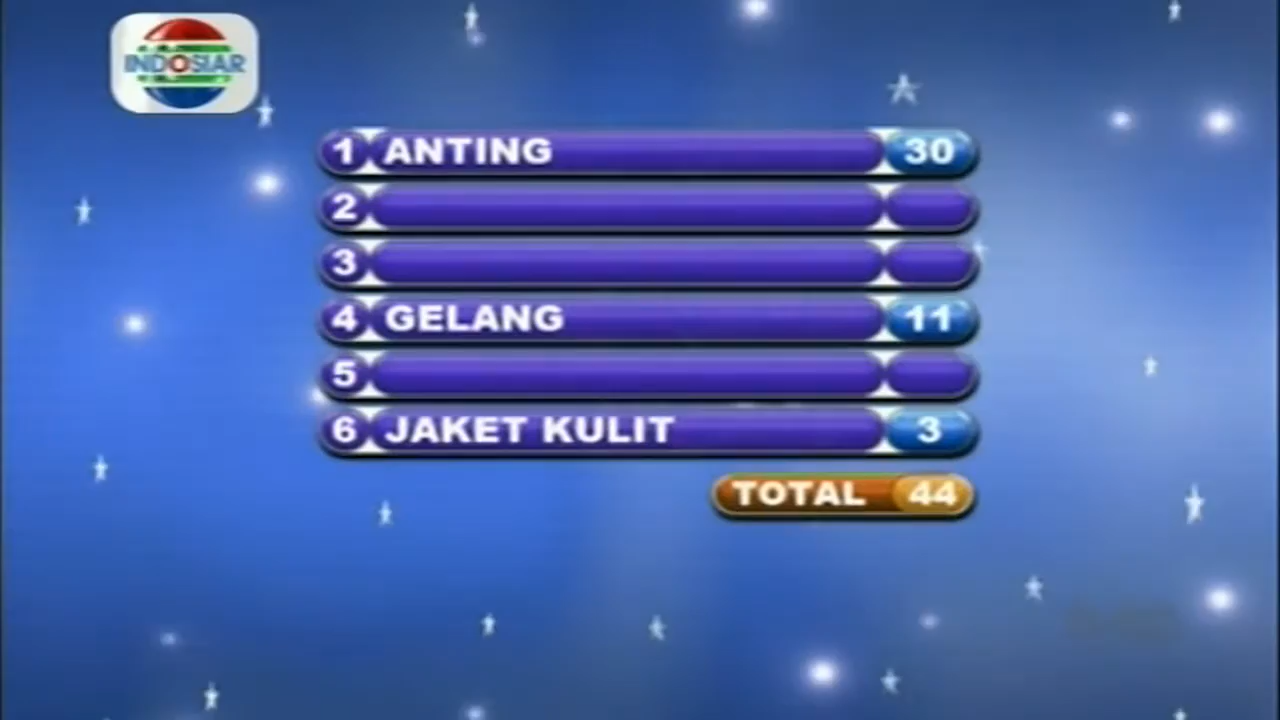 INDOSIAR
1 ANTING 30
2
3
4 GELANG 11
5
6 JAKET KULIT 3
TOTAL 44